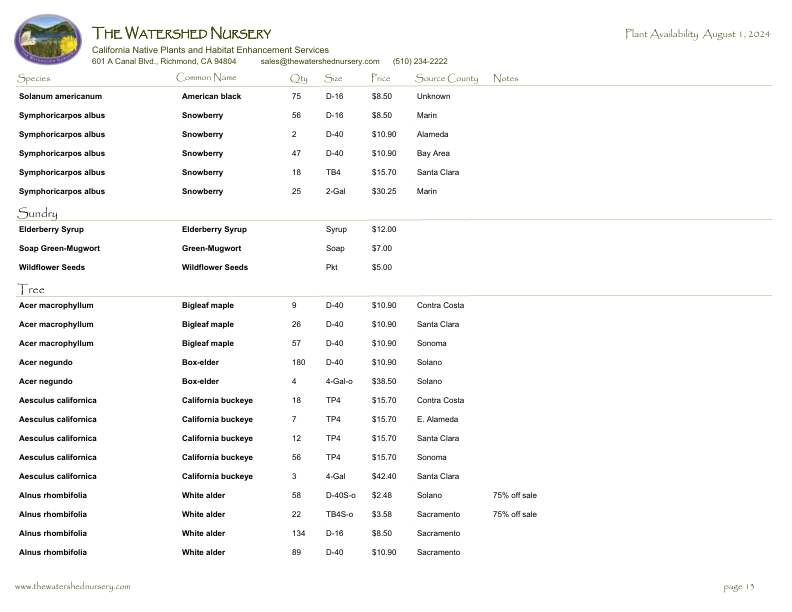 The Watershed Nursery
Plant Availability August 1, 2024
California Native Plants and Habitat Enhancement Services
601 A Canal Blvd., Richmond, CA 94804 sales@thewatershednursery.com (510) 234-2222
Species Common Name Qty Size Price Source County Notes
Solanum americanum American black 75 D-16 $8.50 Unknown
Symphoricarpos albus Snowberry 56 D-16 $8.50 Marin
Symphoricarpos albus Snowberry 2 D-40 $10.90 Alameda
Symphoricarpos albus Snowberry 47 D-40 $10.90 Bay Area
Symphoricarpos albus Snowberry 18 TB4 $15.70 Santa Clara
Symphoricarpos albus Snowberry 25 2-Gal $30.25 Marin
Sundry
Elderberry Syrup Elderberry Syrup Syrup $12.00
Soap Green-Mugwort Green-Mugwort Soap $7.00
Wildflower Seeds Wildflower Seeds Pkt $5.00
Tree
Acer macrophyllum Bigleaf maple 9 D-40 $10.90 Contra Costa
Acer macrophyllum Bigleaf maple 26 D-40 $10.90 Santa Clara
Acer macrophyllum Bigleaf maple 57 D-40 $10.90 Sonoma
Acer negundo Box-elder 180 D-40 $10.90 Solano
Acer negundo Box-elder 4 4-Gal-o $38.50 Solano
Aesculus californica California buckeye 18 TP4 $15.70 Contra Costa
Aesculus californica California buckeye 7 TP4 $15.70 E. Alameda
Aesculus californica California buckeye 12 TP4 $15.70 Santa Clara
Aesculus californica California buckeye 56 TP4 $15.70 Sonoma
Aesculus californica California buckeye 3 4-Gal $42.40 Santa Clara
Alnus rhombifolia White alder 58 D-40S-o $2.48 Solano 75% off sale
Alnus rhombifolia White alder 22 TB4S-o $3.58 Sacramento 75% off sale
Alnus rhombifolia White alder 134 D-16 $8.50 Sacramento
Alnus rhombifolia White alder 89 D-40 $10.90 Sacramento
www.thewatershednursery.com page 13